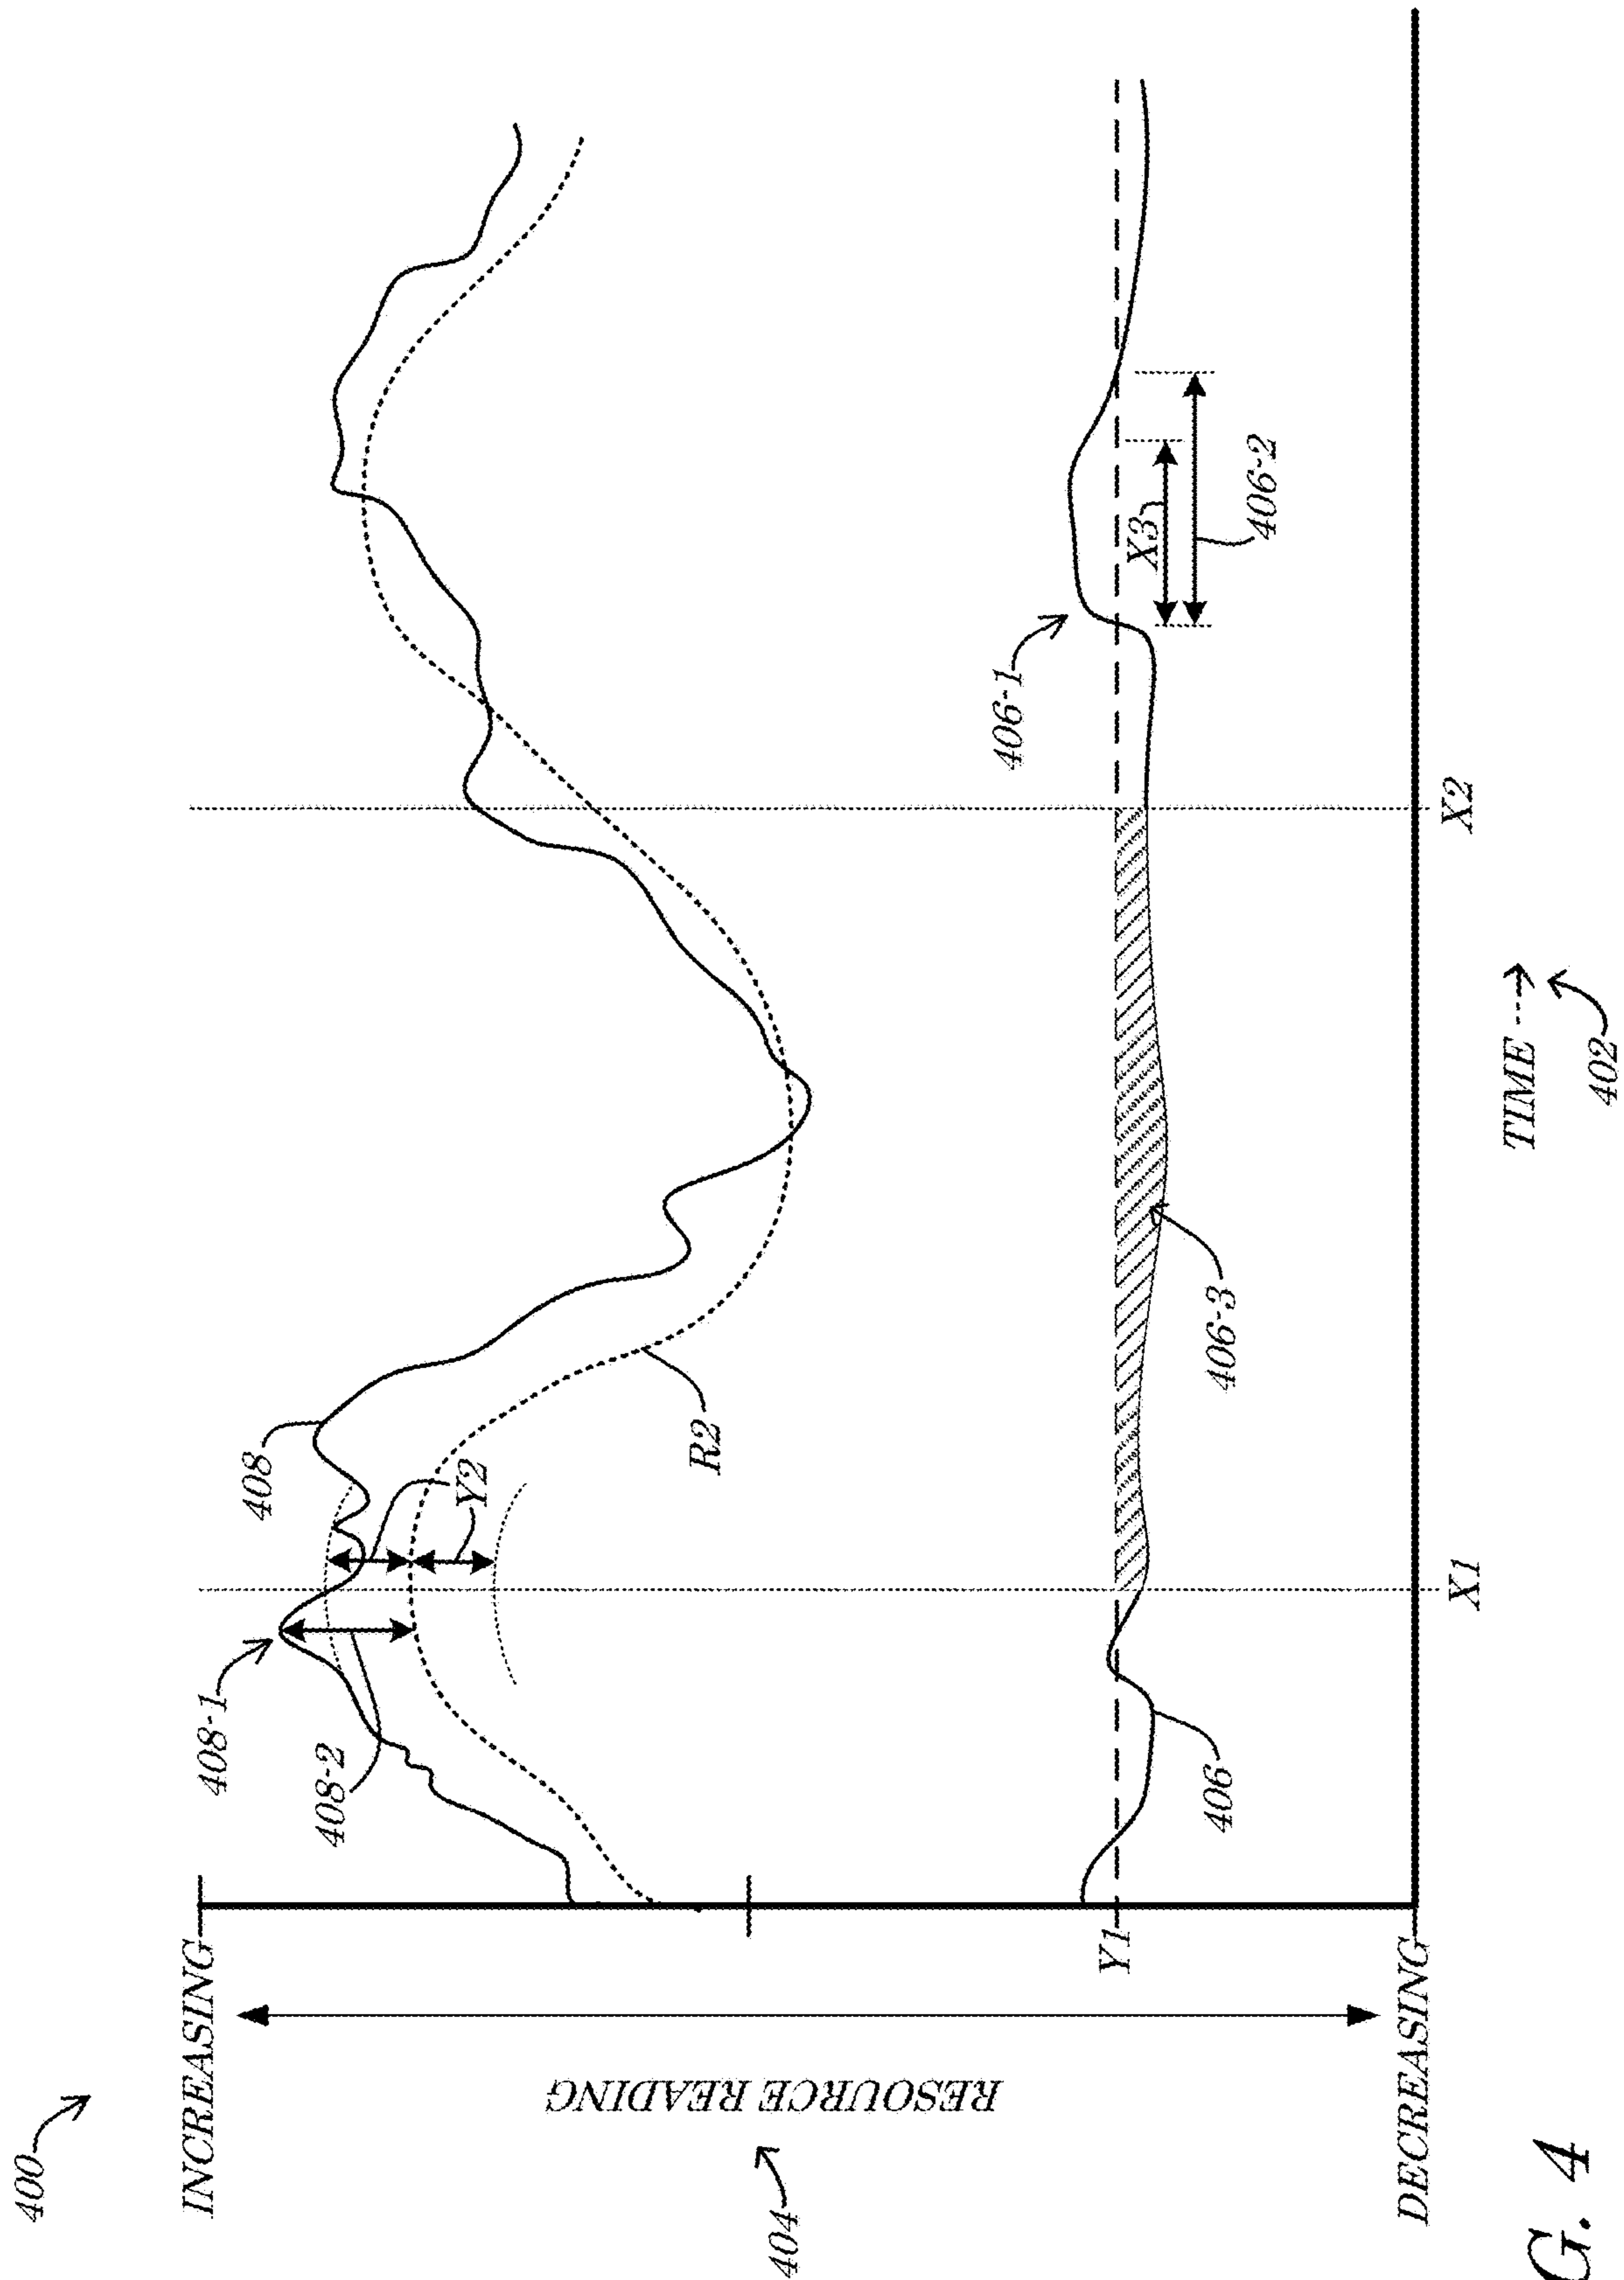 400
INCREASING
408-1
408
408-2
Y2
R2
RESOURCE READING
404
406-1
Y1
X3
406
406-3
406-2
DECREASING
X1
X2
TIME
402
G. 4